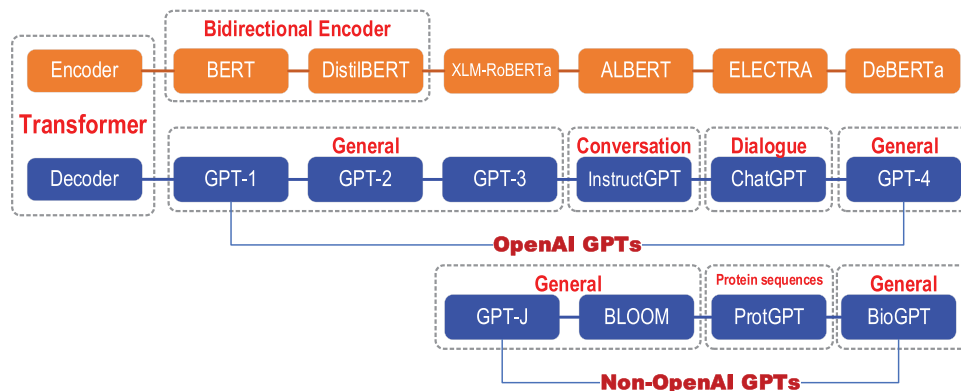 Bidirectional Encoder
Encoder
BERT
DistilBERT
XLM-RoBERTa
ALBERT
ELECTRA
DeBERTa
Transformer
General
Conversation
Dialogue
General
Decoder
GPT-1
GPT-2
GPT-3
InstructGPT
ChatGPT
GPT-4
OpenAI GPTs
General
Protein sequences
General
GPT-J
BLOOM
ProtGPT
BioGPT
Non-OpenAI GPTs